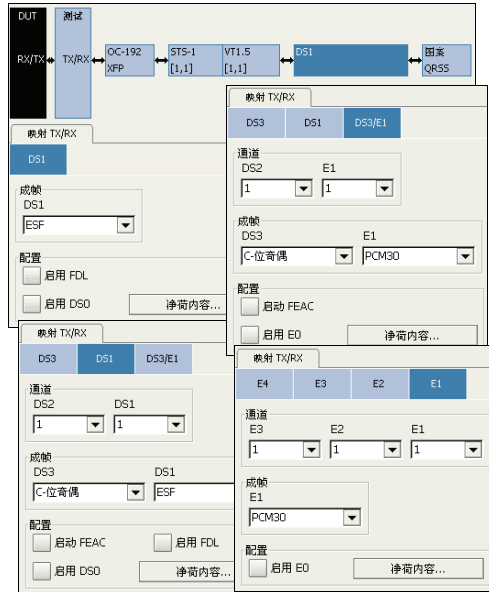 DUT 测试
RX/TX TX/RX OC-192 XFP STS-1 [1,1] VT1.5 [1,1] DS1 图案 QRSS
映射 TX/RX
DS1
成帧
DS1
ESF
配置
启用 FDL
启用 DS0 净荷内容...
映射 TX/RX
DS3 DS1 DS3/E1
通道
DS2 E1
1 1
成帧
DS3 E1
C-位奇偶 PCM30
配置
启动 FEAC
启用 E0 净荷内容...
映射 TX/RX
DS3 DS1 DS3/E1
通道
DS2 DS1
1 1
成帧
DS3 DS1
C-位奇偶 ESF
配置
启动 FEAC 启用 FDL
启用 DS0 净荷内容...
映射 TX/RX
E4 E3 E2 E1
通道
E3 E2 E1
1 1 1
成帧
E1
PCM30
配置
启用 E0 净荷内容...